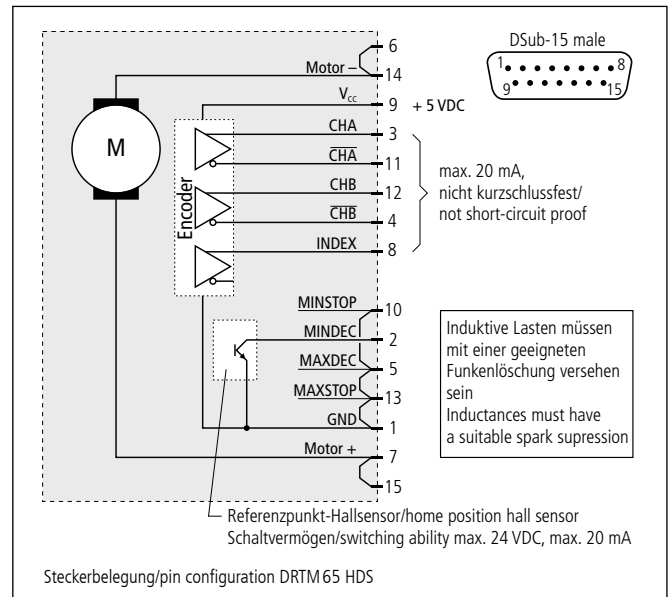 DSub-15 male
1 8
9 15
6
Motor – 14
Vcc 9 + 5 VDC
CHA 3
C̅H̅A̅ 11
CHB 12
C̅H̅B̅ 4
INDEX 8
M
Encoder
max. 20 mA,
nicht kurzschlussfest/
not short-circuit proof
MINSTOP 10
MINDEC 2
MAXDEC 5
MAXSTOP 13
GND 1
Motor + 7
15
Induktive Lasten müssen
mit einer geeigneten
Funkenlöschung versehen
sein
Inductances must have
a suitable spark supression
Referenzpunkt-Hallsensor/home position hall sensor
Schaltvermögen/switching ability max. 24 VDC, max. 20 mA
Steckerbelegung/pin configuration DRTM 65 HDS